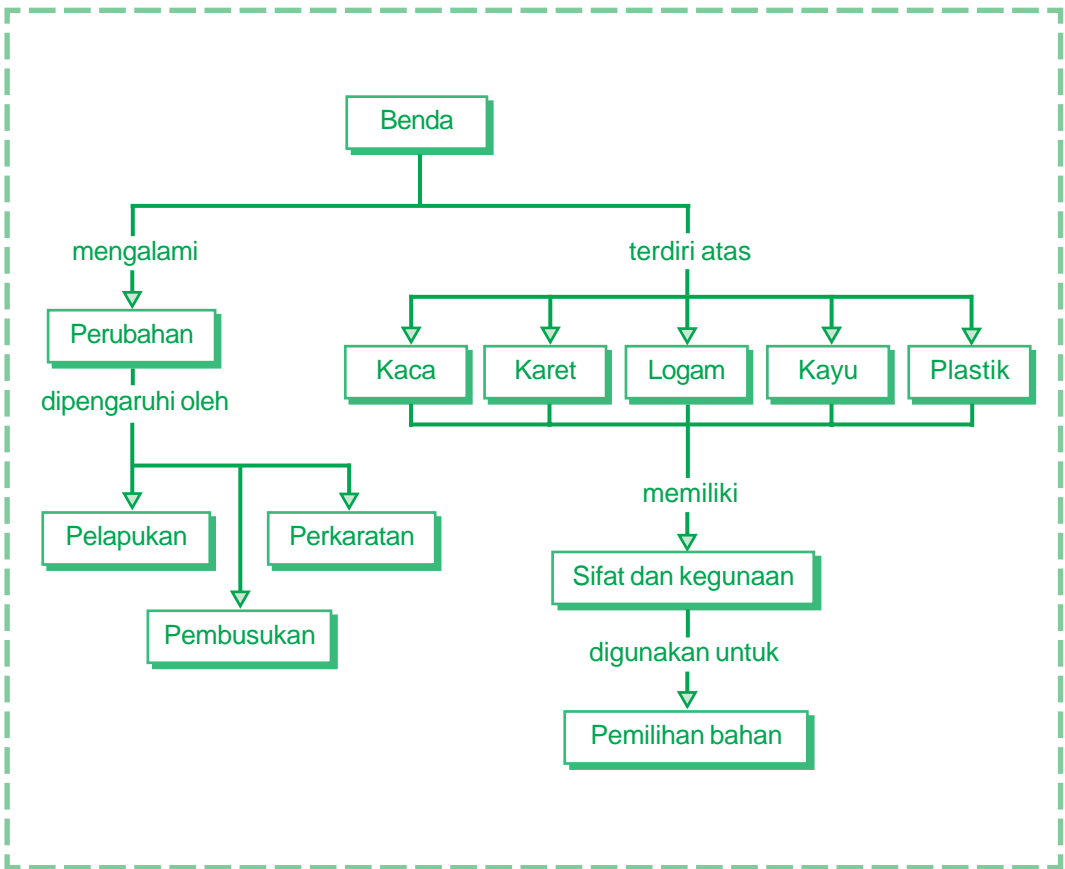 Benda
mengalami
terdiri atas
Perubahan
Kaca
Karet
Logam
Kayu
Plastik
dipengaruhi oleh
Pelapukan
Perkaratan
Pembusukan
memiliki
Sifat dan kegunaan
digunakan untuk
Pemilihan bahan